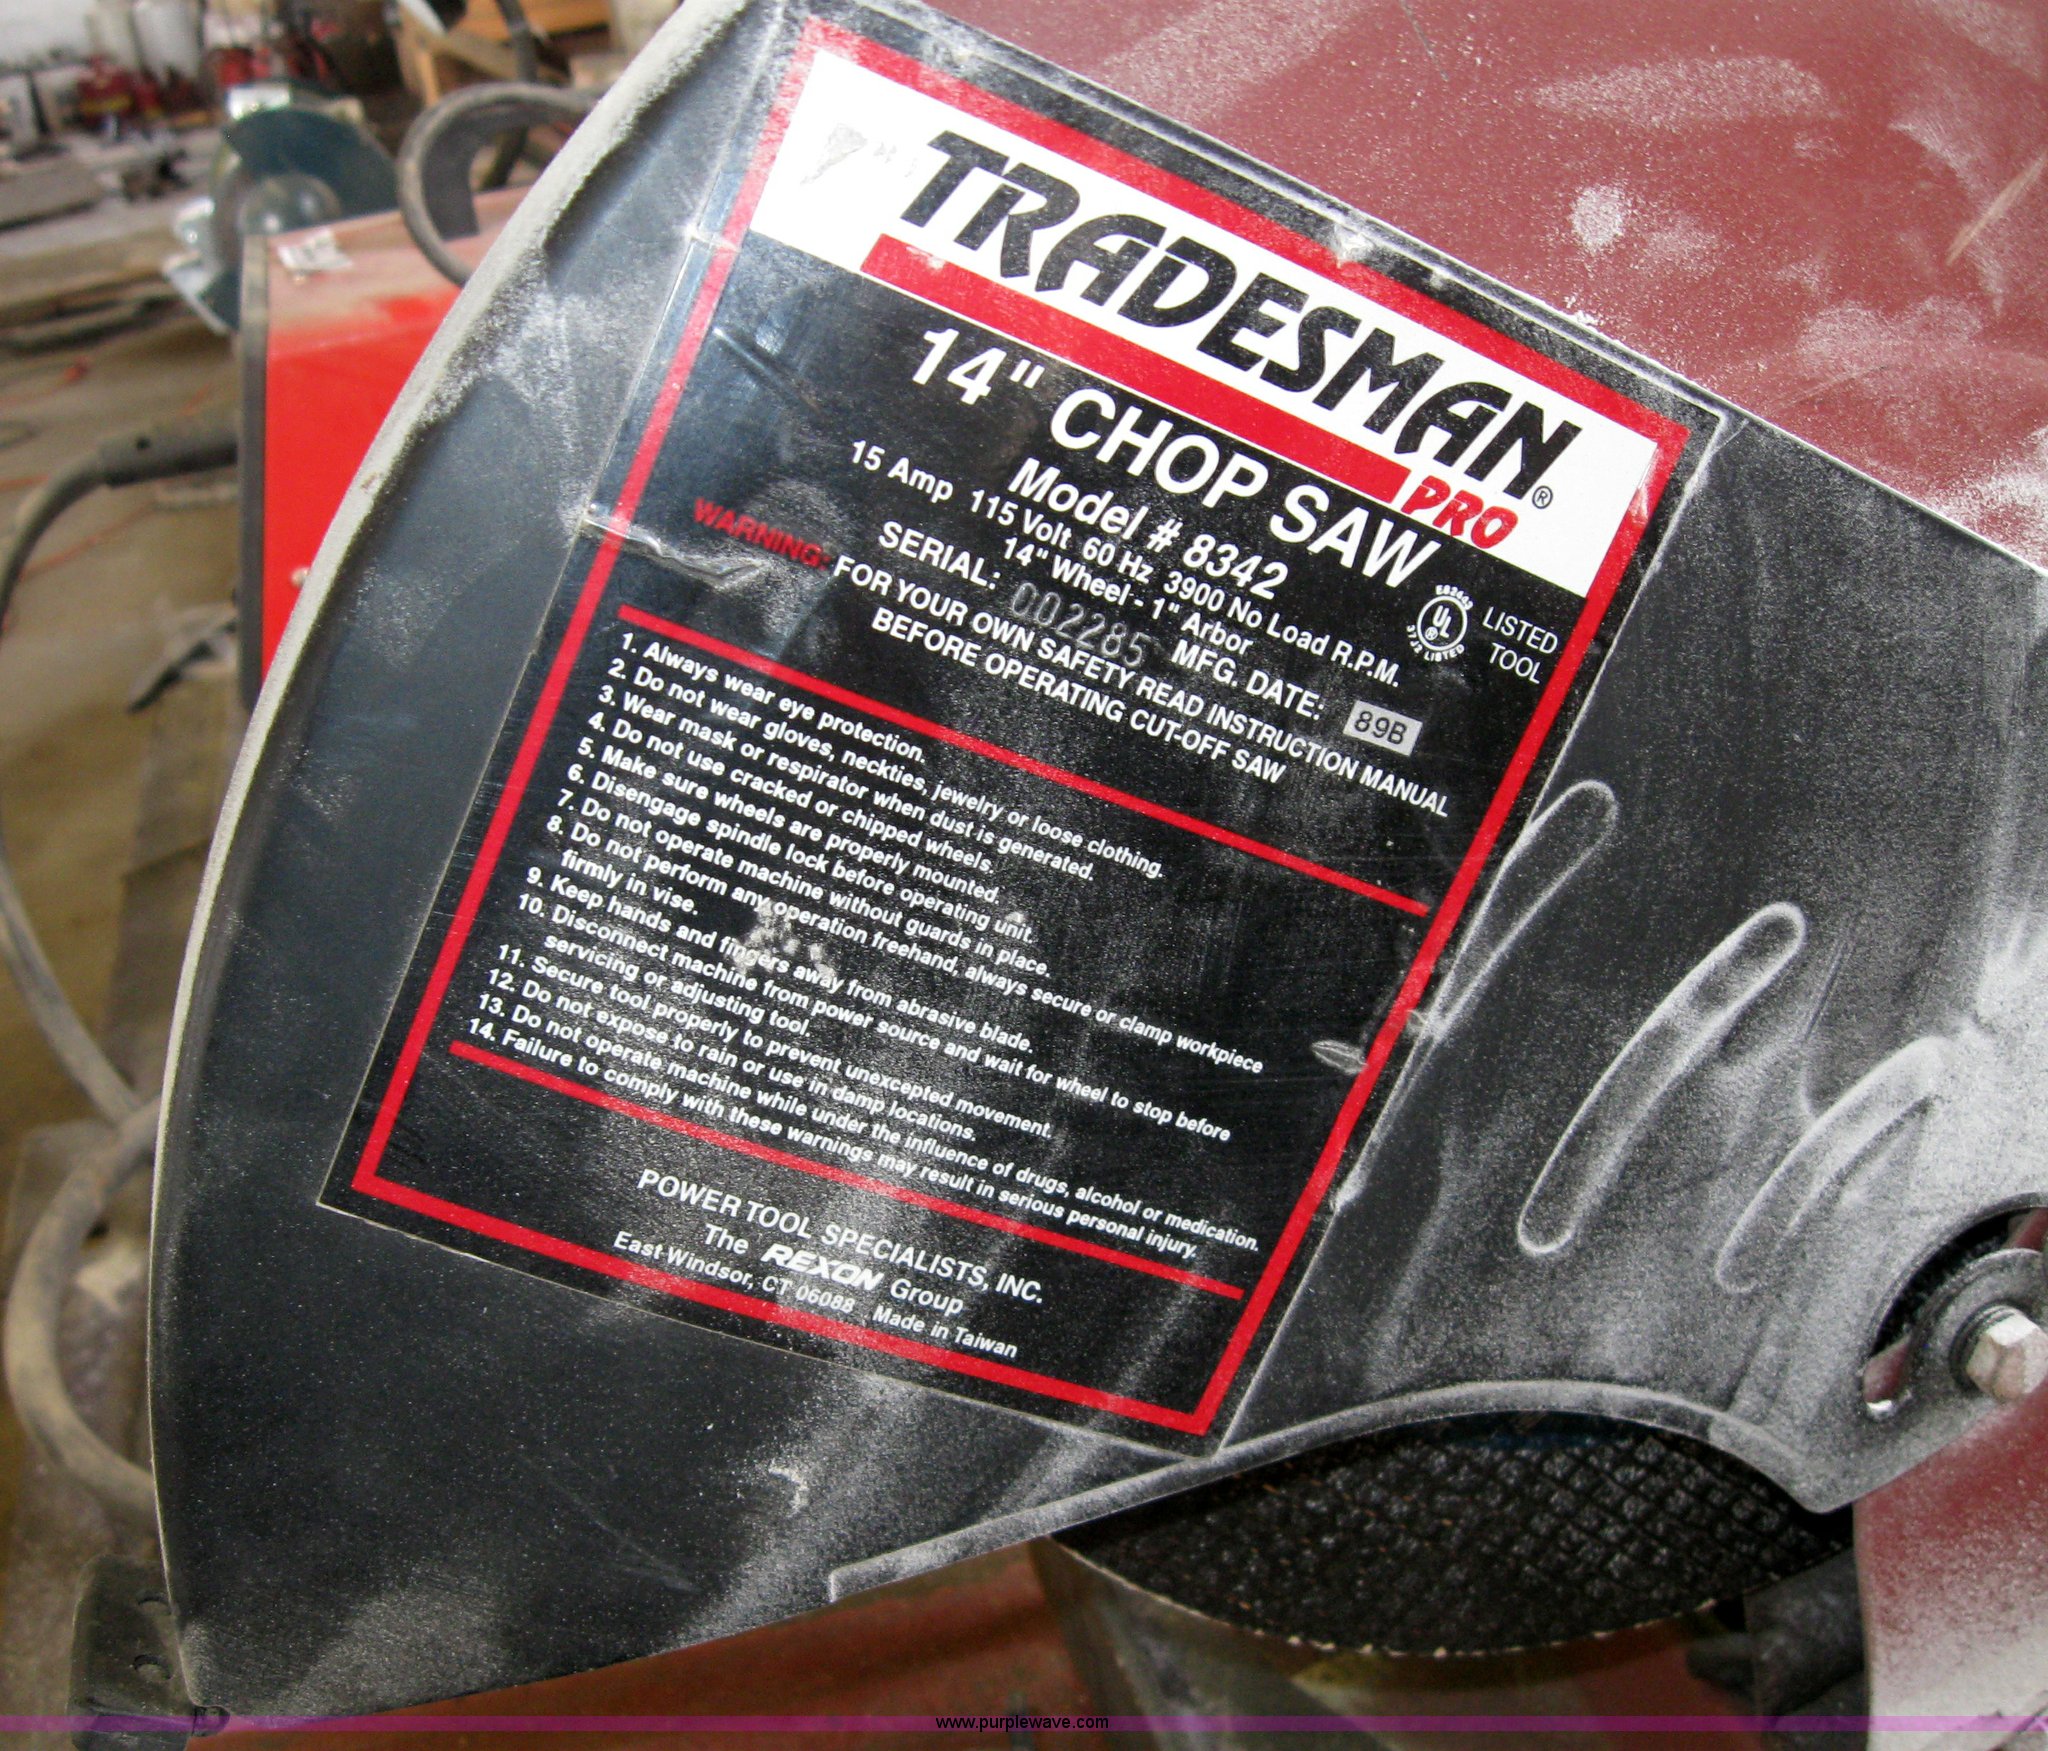 TRADESMAN®
PRO
14" CHOP SAW
Model # 8342
15 Amp 115 Volt 60 Hz 3900 No Load R.P.M.
14" Wheel - 1" Arbor
SERIAL: 002285 MFG. DATE: 89B
UL®
LISTED
TOOL
WARNING: FOR YOUR OWN SAFETY READ INSTRUCTION MANUAL
BEFORE OPERATING CUT-OFF SAW
1. Always wear eye protection.
2. Do not wear gloves, neckties, jewelry or loose clothing.
3. Wear mask or respirator when dust is generated.
4. Do not use cracked or chipped wheels.
5. Make sure wheels are properly mounted.
6. Disengage spindle lock before operating unit.
7. Do not operate machine without guards in place.
8. Do not perform any operation freehand, always secure or clamp workpiece
firmly in vise.
9. Keep hands and fingers away from abrasive blade.
10. Disconnect machine from power source and wait for wheel to stop before
servicing or adjusting tool.
11. Secure tool properly to prevent unexcepted movement.
12. Do not expose to rain or use in damp locations.
13. Do not operate machine while under the influence of drugs, alcohol or medication.
14. Failure to comply with these warnings may result in serious personal injury.
POWER TOOL SPECIALISTS, INC.
The REXON Group
East Windsor, CT 06088 Made in Taiwan
www.purplewave.com